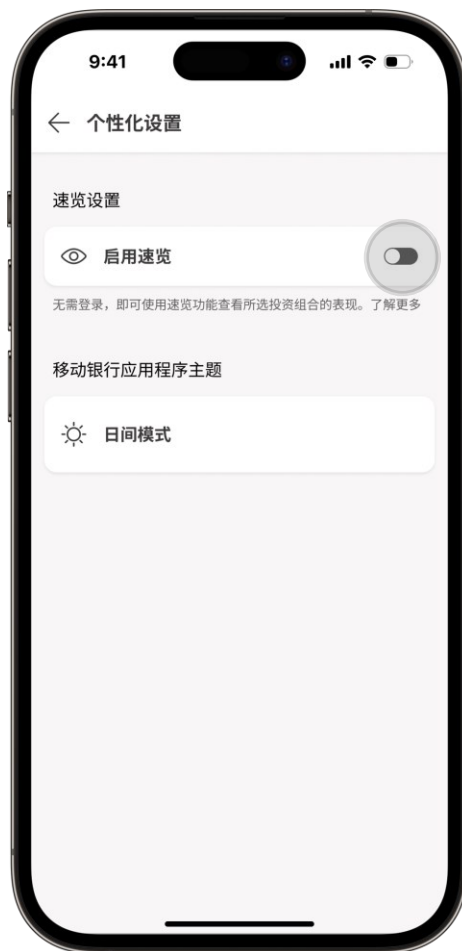 9:41
个性化设置
速览设置
启用速览
无需登录，即可使用速览功能查看所选投资组合的表现。了解更多
移动银行应用程序主题
日间模式